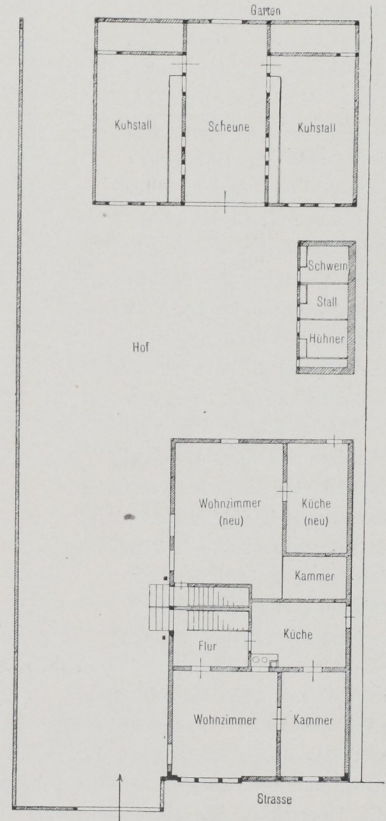 Garten
Kuhstall
Scheune
Kuhstall
Schwein
Stall
Hühner
Hof
Wohnzimmer
(neu)
Küche
(neu)
Kammer
Küche
Flur
Wohnzimmer
Kammer
Strasse